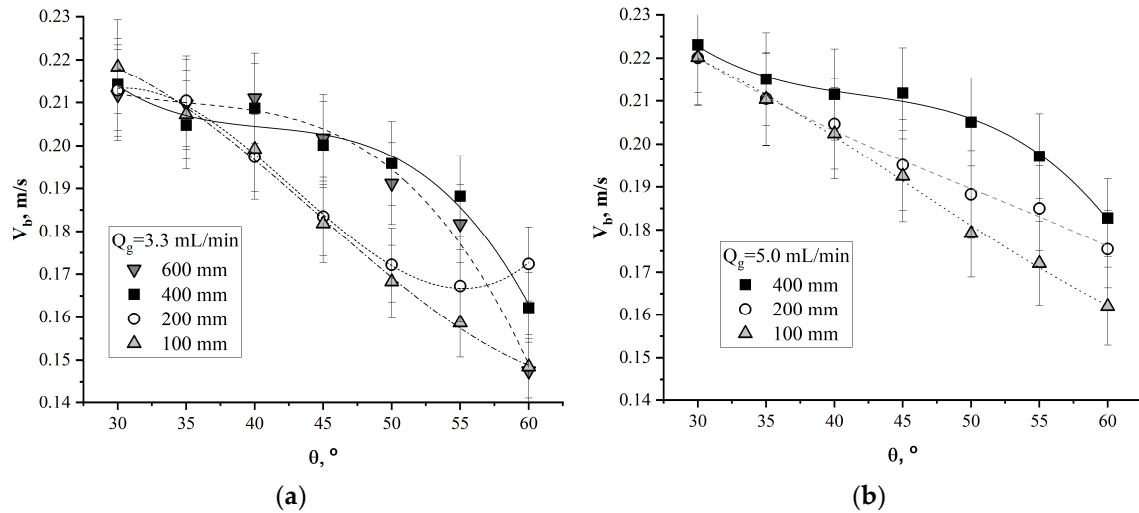 0.23
0.22
0.21
0.20
0.19
0.18
0.17
0.16
0.15
0.14
V_b, m/s
Q_g=3.3 mL/min
600 mm
400 mm
200 mm
100 mm
30 35 40 45 50 55 60
θ, º
(a)
0.23
0.22
0.21
0.20
0.19
0.18
0.17
0.16
0.15
0.14
V_b, m/s
Q_g=5.0 mL/min
400 mm
200 mm
100 mm
30 35 40 45 50 55 60
θ, º
(b)